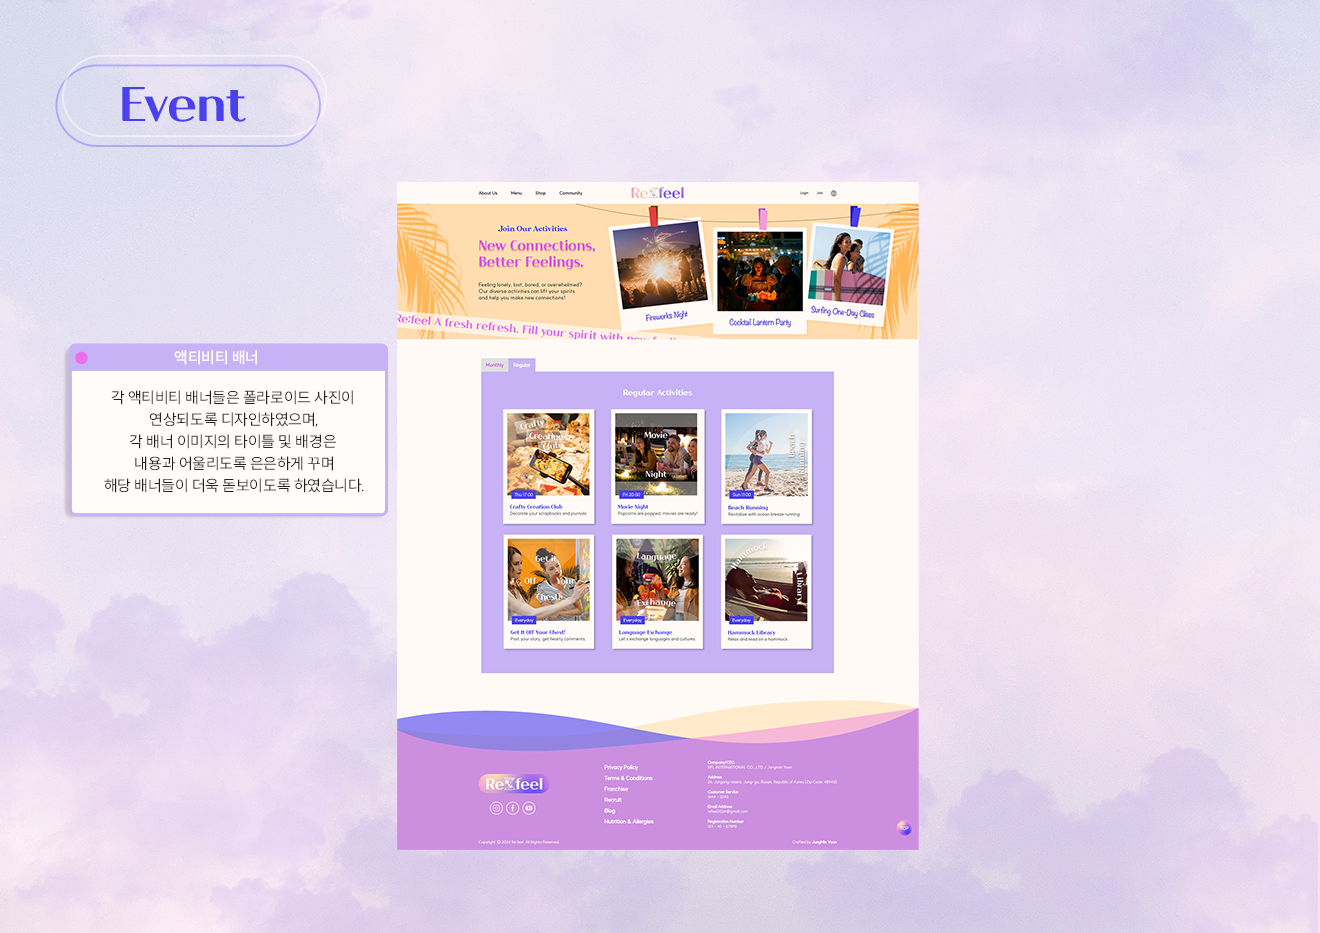 Event
About Us Menu Shop Community
Re:feel
Login Join
Join Our Activities
New Connections,
Better Feelings.
Feeling lonely, lost, bored, or overwhelmed?
Our diverse activities can lift your spirits
and help you make new connections!
Fireworks Night
Cocktail Lantern Party
Surfing One-Day Class
Re:feel A fresh refresh. Fill your spirit with new
액티비티 배너
각 액티비티 배너들은 폴라로이드 사진이
연상되도록 디자인하였으며,
각 배너 이미지의 타이틀 및 배경은
내용과 어울리도록 은은하게 꾸며
해당 배너들이 더욱 돋보이도록 하였습니다.
Monthly Regular
Regular Activities
Crafty
Creations
Club
Thu 17:00
Crafty Creation Club
Decorate your scrapbooks and journals
Movie
Night
Fri 20:00
Movie Night
Popcorns are popped, movies are ready!
Beach
Running
Sun 11:00
Beach Running
Revitalize with ocean breeze running.
Get it
Off Your
Chests
Everyday
Get It Off Your Chest!
Post your story, get hearty comments.
Language
Exchange
Everyday
Language Exchange
Let's exchange languages and cultures.
Hammock
Library
Everyday
Hammock Library
Relax and read on a hammock.
Re:feel
Privacy Policy
Terms & Conditions
Franchise
Recruit
Blog
Nutrition & Allergies
Company/CEO
Address
Customer Service
Email Address
Registration Number
Copyright © 2024 Re:feel. All Rights Reserved
Crafted by JungMin Yoon